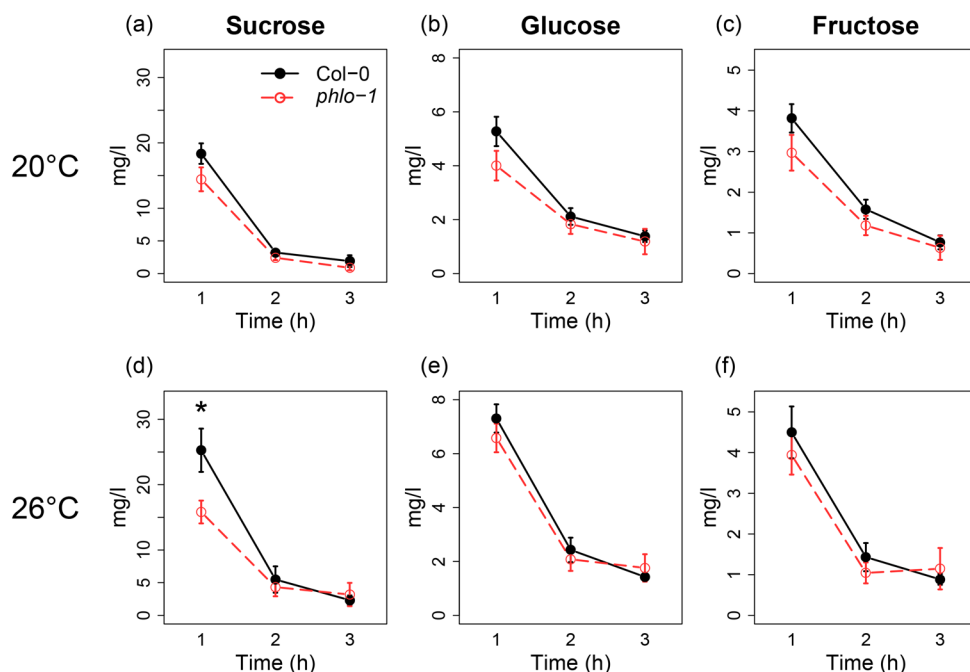 (a) Sucrose (b) Glucose (c) Fructose
20°C
mg/l
0 5 10 20 30
Col−0
phlo−1
1 2 3
Time (h)
mg/l
0 2 4 6 8
1 2 3
Time (h)
mg/l
0 1 2 3 4 5
1 2 3
Time (h)
(d) (e) (f)
26°C
mg/l
0 5 10 20 30
*
1 2 3
Time (h)
mg/l
0 2 4 6 8
1 2 3
Time (h)
mg/l
0 1 2 3 4 5
1 2 3
Time (h)